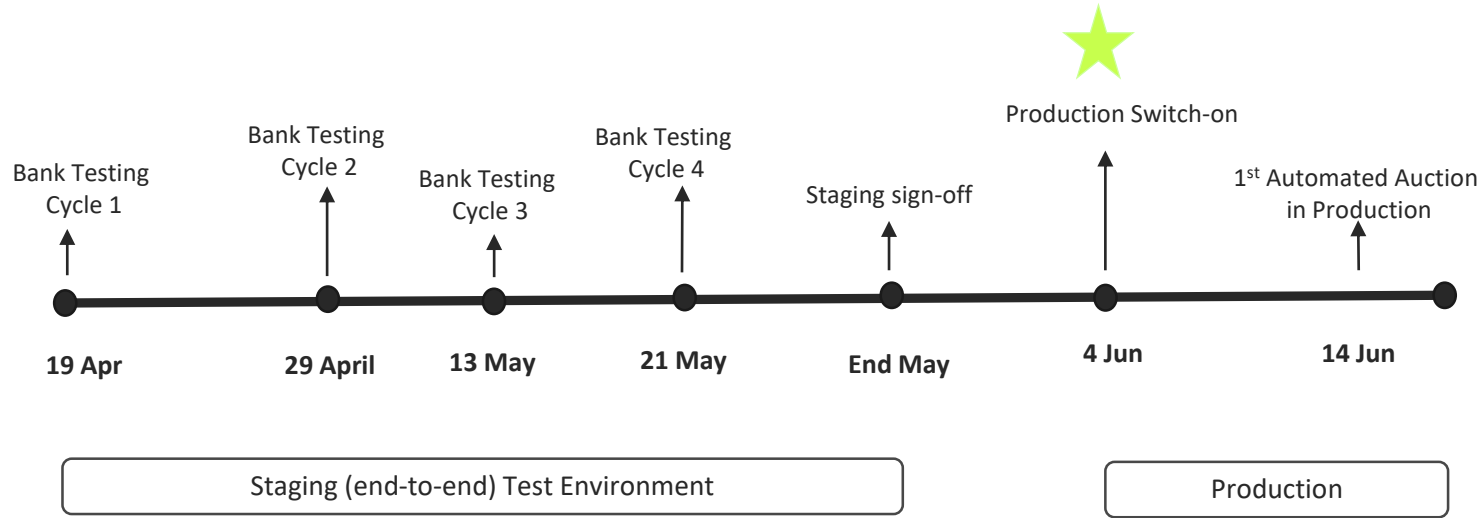 Bank Testing
Cycle 1
Bank Testing
Cycle 2
Bank Testing
Cycle 3
Bank Testing
Cycle 4
Staging sign-off
Production Switch-on
1st Automated Auction
in Production
19 Apr
29 April
13 May
21 May
End May
4 Jun
14 Jun
Staging (end-to-end) Test Environment
Production